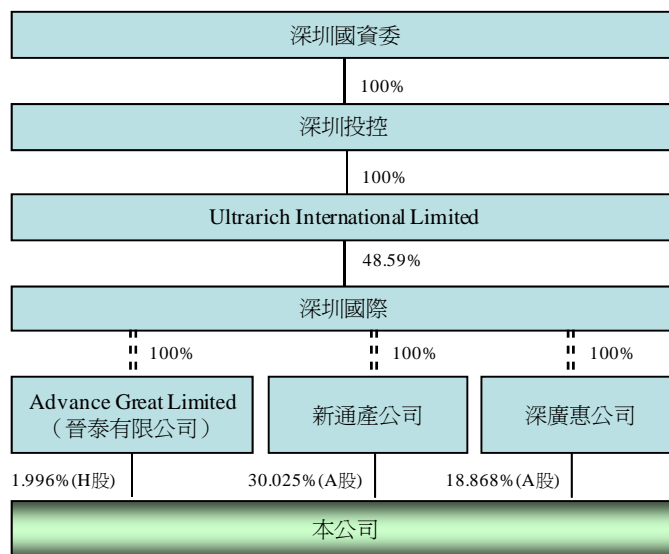 深圳國資委
100%
深圳投控
100%
Ultrarich International Limited
48.59%
深圳國際
100%
100%
100%
Advance Great Limited
（晉泰有限公司）
新通產公司
深廣惠公司
1.996%(H股)
30.025%(A股)
18.868%(A股)
本公司